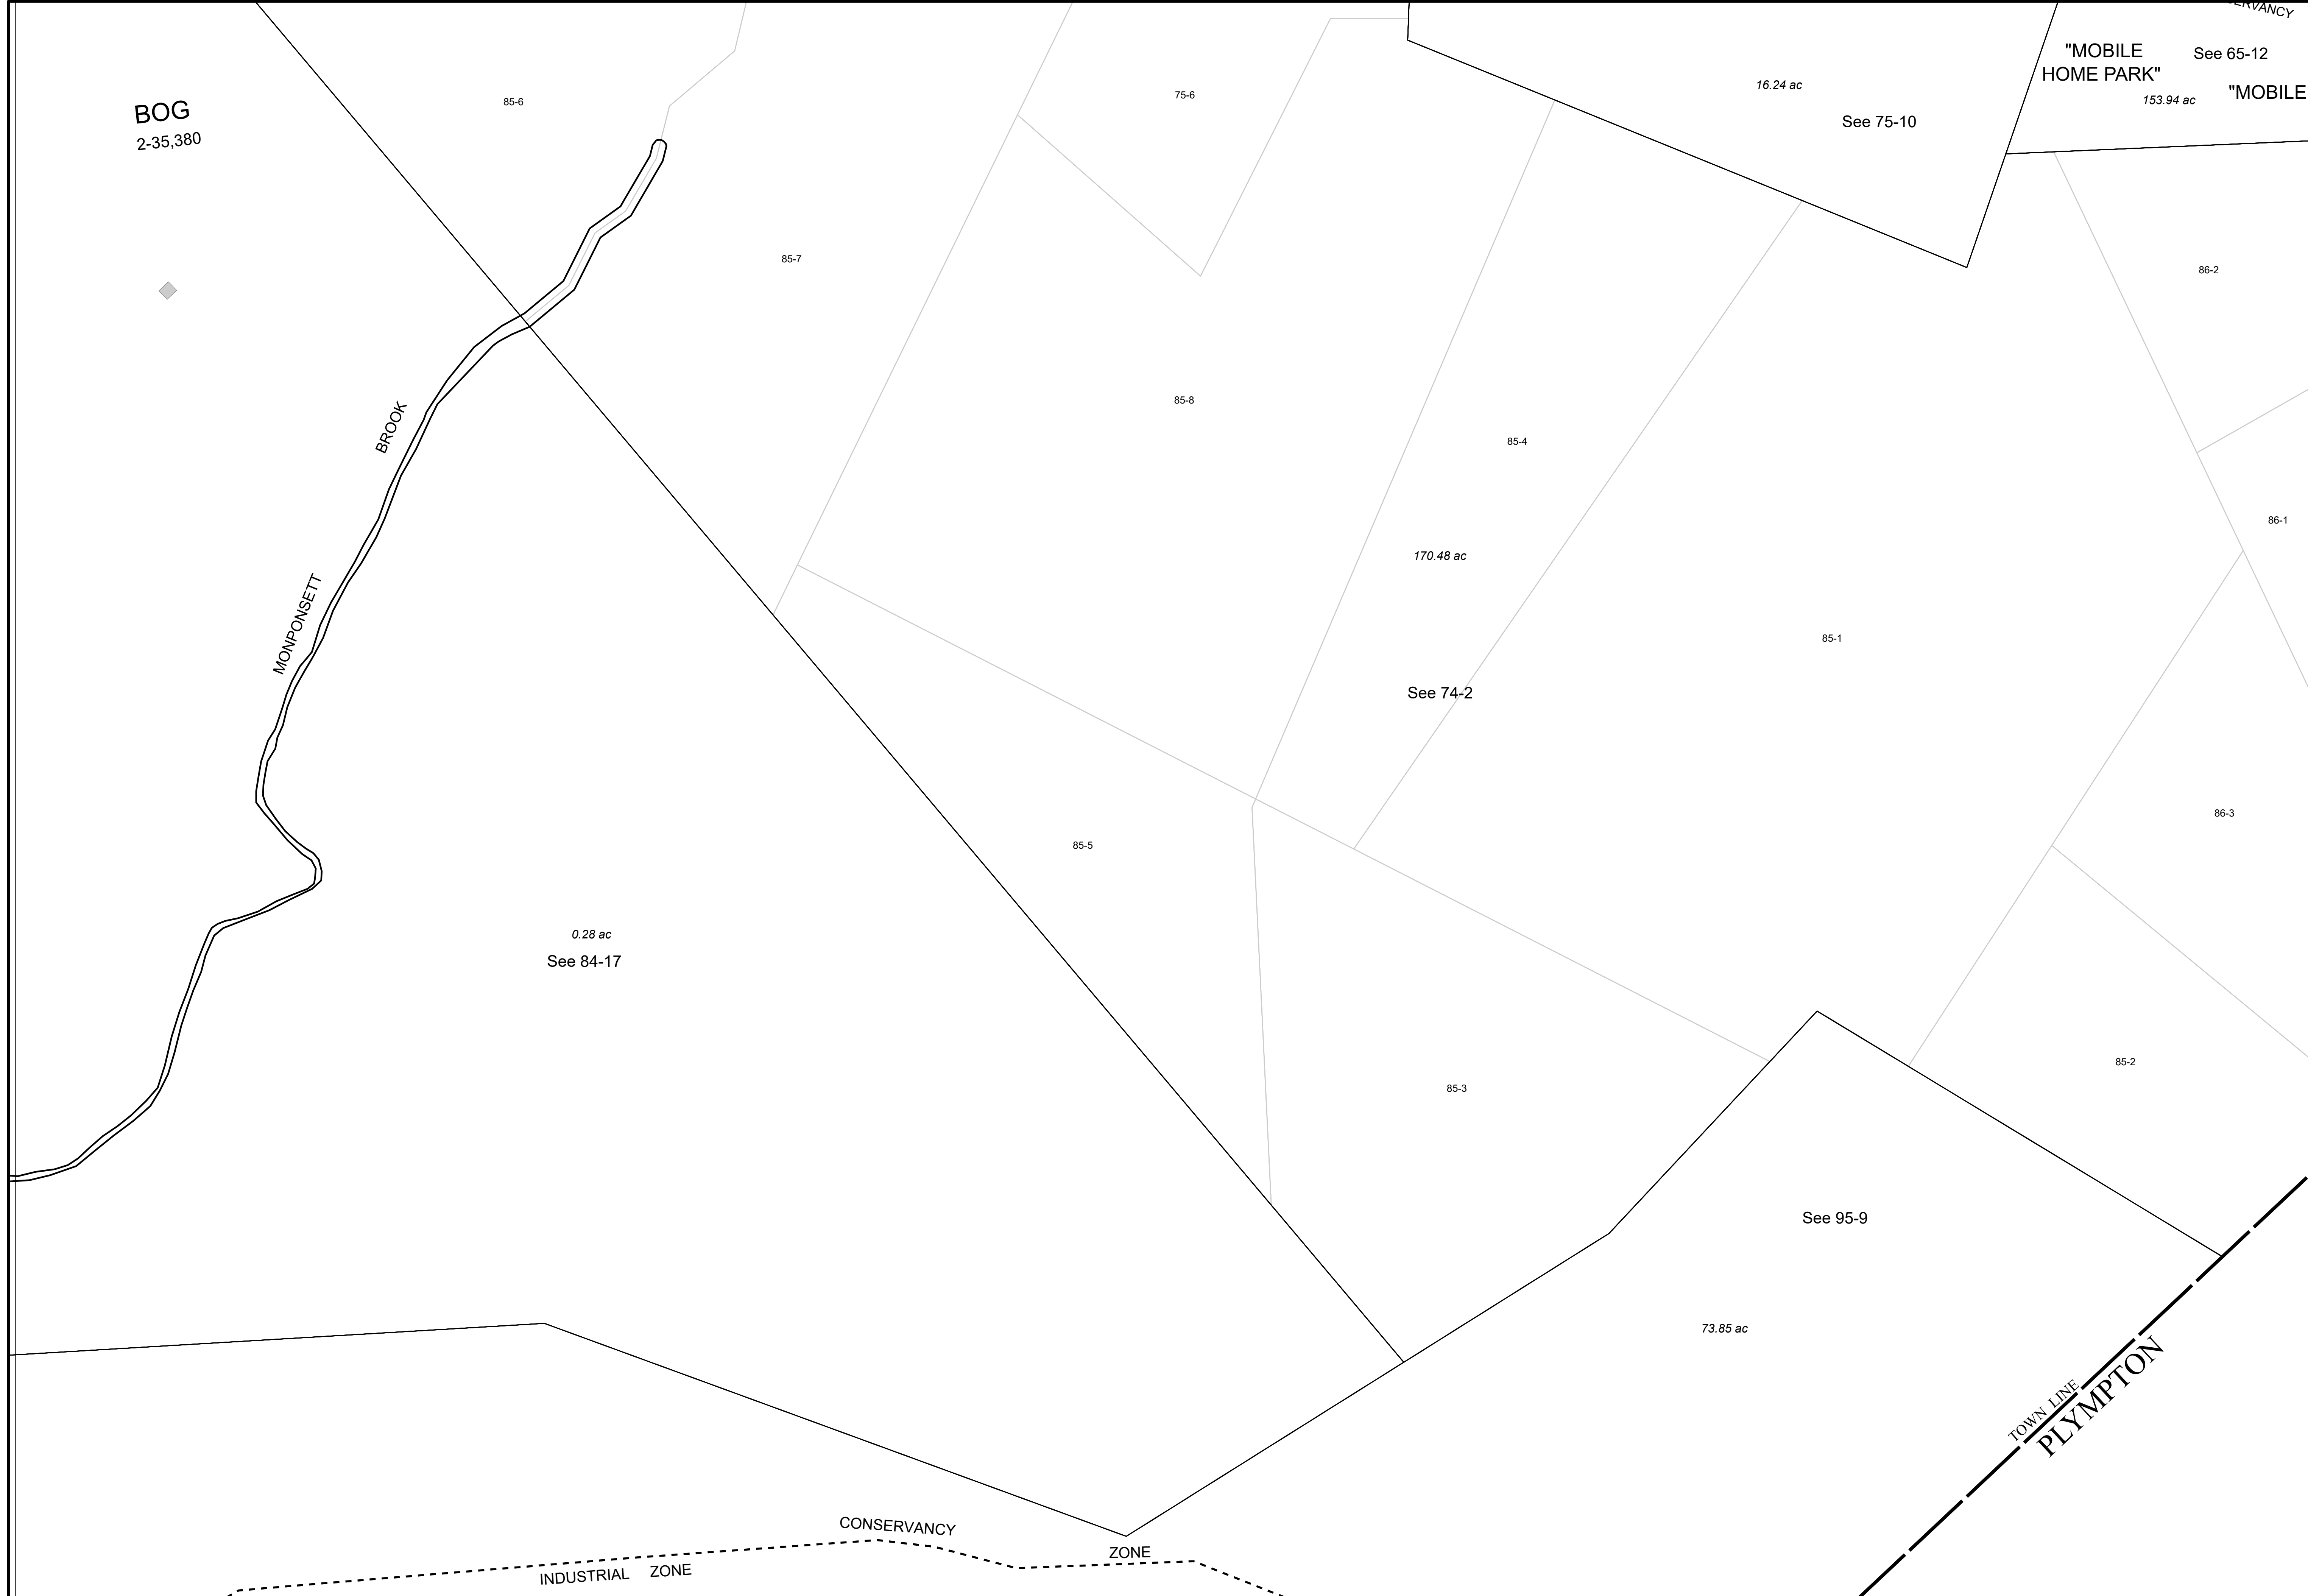 "MOBILE
HOME PARK"
See 65-12
153.94 ac
"MOBILE
16.24 ac
See 75-10
BOG
2-35,380
85-6
75-6
85-7
86-2
85-8
85-4
86-1
170.48 ac
85-1
See 74-2
MONPONSETT BROOK
86-3
85-5
0.28 ac
See 84-17
85-2
85-3
See 95-9
73.85 ac
TOWN LINE
PLYMPTON
CONSERVANCY ZONE
INDUSTRIAL ZONE